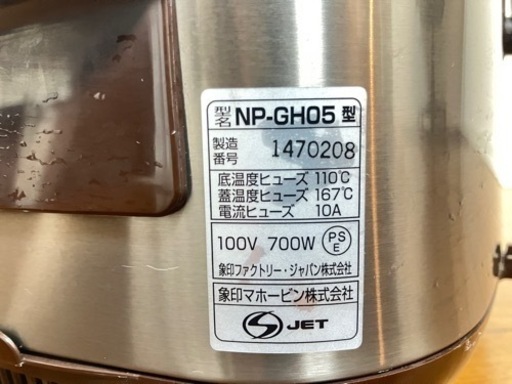 型名 NP-GH05 型
製造番号 1470208
底温度ヒューズ 110℃
蓋温度ヒューズ 167℃
電流ヒューズ 10A
100V 700W PSE
象印ファクトリー・ジャパン株式会社
象印マホービン株式会社
S JET